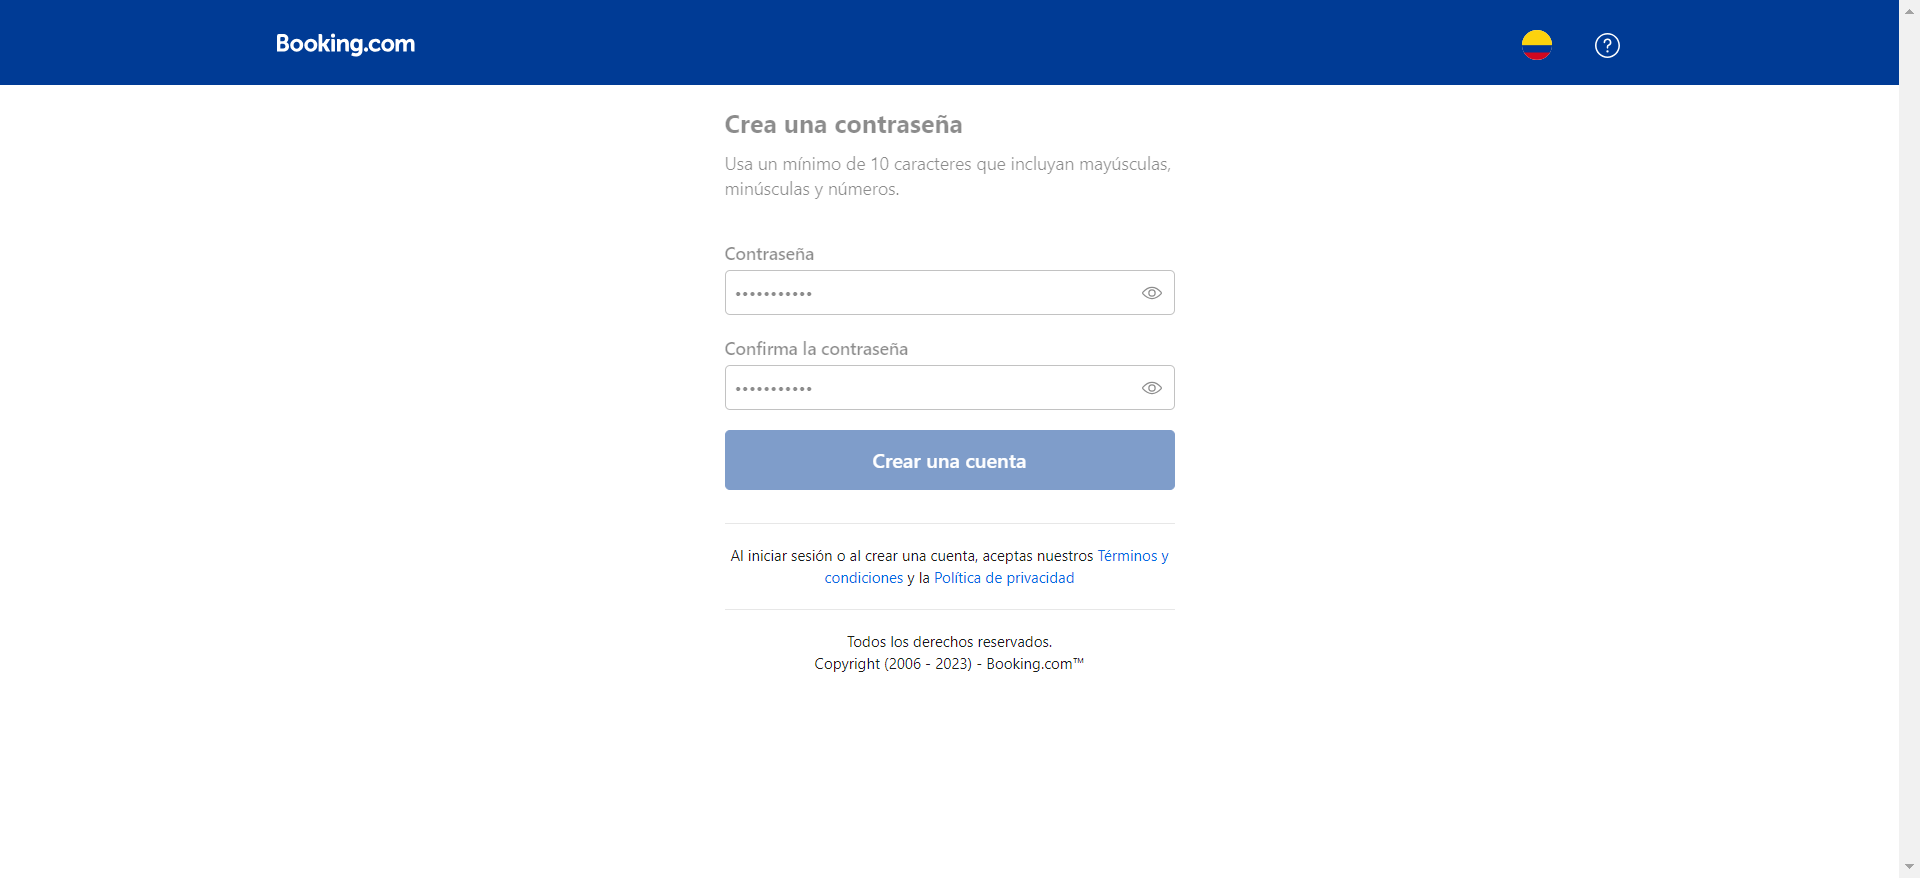 Booking.com
Crea una contraseña
Usa un mínimo de 10 caracteres que incluyan mayúsculas,
minúsculas y números.
Contraseña
•••••••••••
Confirma la contraseña
•••••••••••
Crear una cuenta
Al iniciar sesión o al crear una cuenta, aceptas nuestros Términos y
condiciones y la Política de privacidad
Todos los derechos reservados.
Copyright (2006 - 2023) - Booking.com™